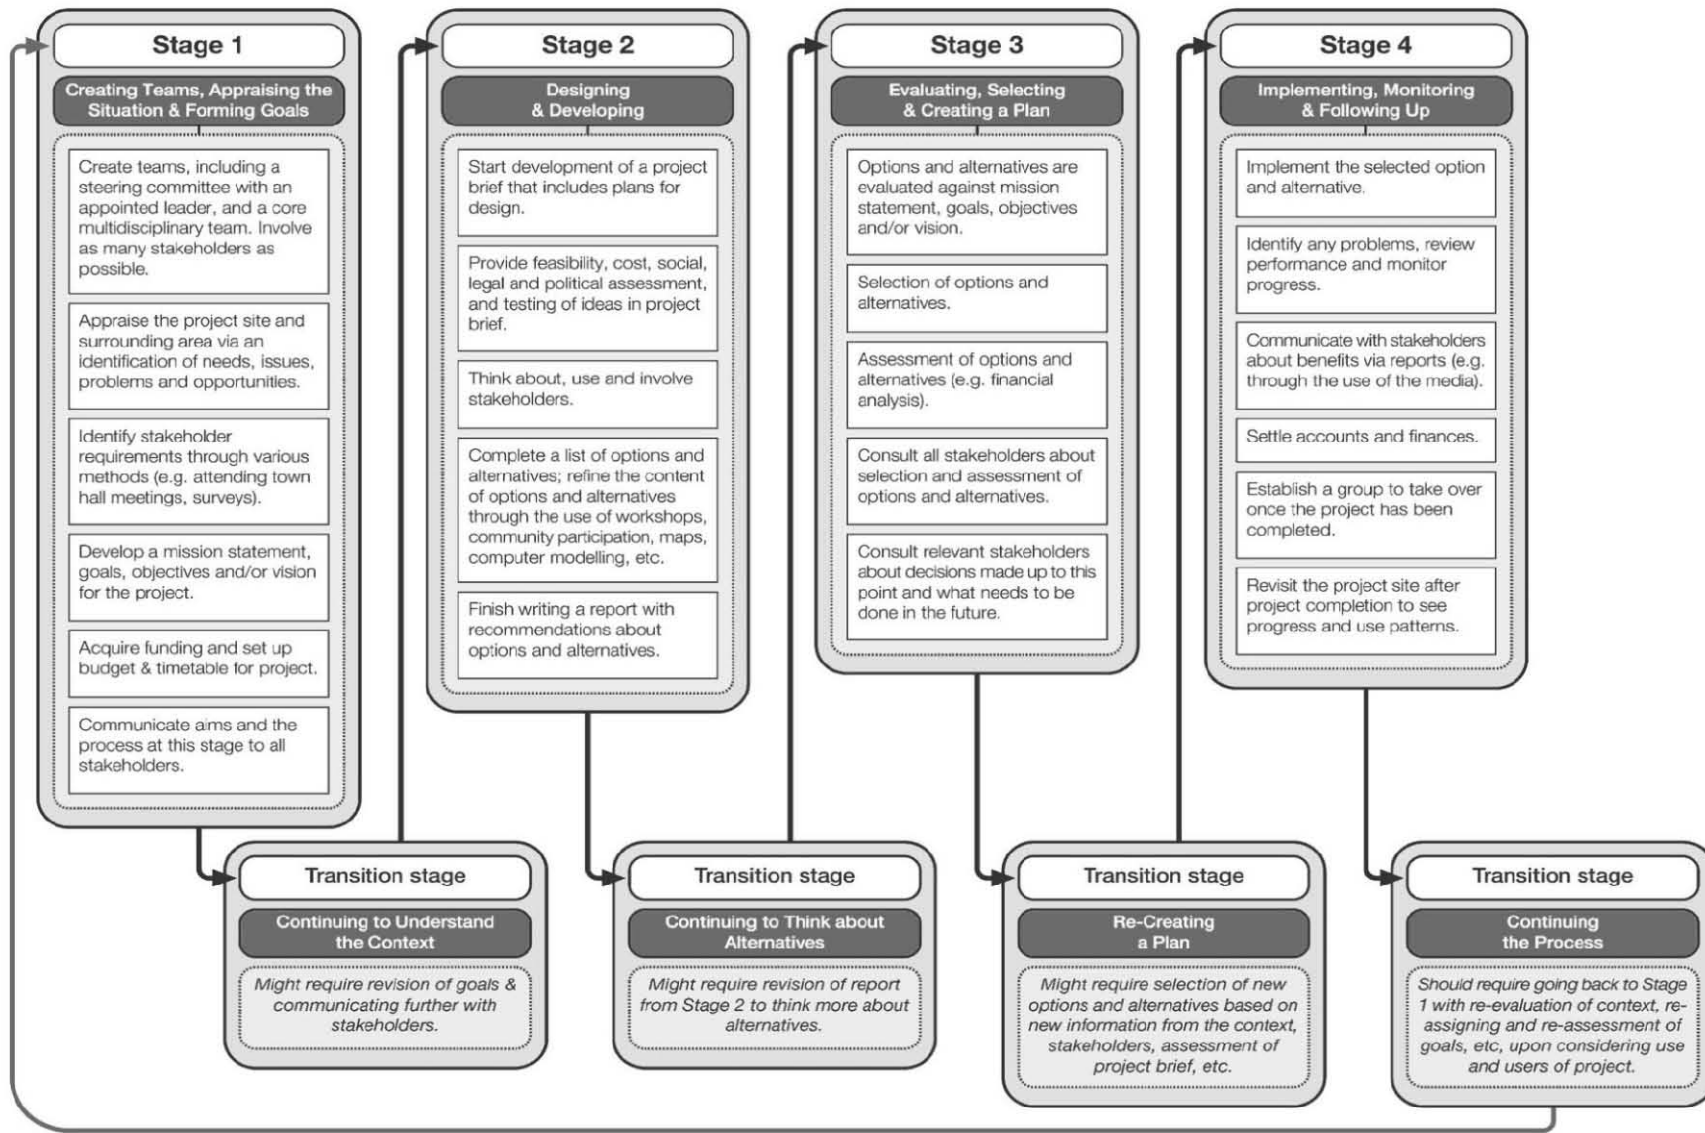 Stage 1
Creating Teams, Appraising the
Situation & Forming Goals
Create teams, including a
steering committee with an
appointed leader, and a core
multidisciplinary team. Involve
as many stakeholders as
possible.
Appraise the project site and
surrounding area via an
identification of needs, issues,
problems and opportunities.
Identify stakeholder
requirements through various
methods (e.g. attending town
hall meetings, surveys).
Develop a mission statement,
goals, objectives and/or vision
for the project.
Acquire funding and set up
budget & timetable for project.
Communicate aims and the
process at this stage to all
stakeholders.
Transition stage
Continuing to Understand
the Context
Might require revision of goals &
communicating further with
stakeholders.
Stage 2
Designing
& Developing
Start development of a project
brief that includes plans for
design.
Provide feasibility, cost, social,
legal and political assessment,
and testing of ideas in project
brief.
Think about, use and involve
stakeholders.
Complete a list of options and
alternatives; refine the content
of options and alternatives
through the use of workshops,
community participation, maps,
computer modelling, etc.
Finish writing a report with
recommendations about
options and alternatives.
Transition stage
Continuing to Think about
Alternatives
Might require revision of report
from Stage 2 to think more about
alternatives.
Stage 3
Evaluating, Selecting
& Creating a Plan
Options and alternatives are
evaluated against mission
statement, goals, objectives
and/or vision.
Selection of options and
alternatives.
Assessment of options and
alternatives (e.g. financial
analysis).
Consult all stakeholders about
selection and assessment of
options and alternatives.
Consult relevant stakeholders
about decisions made up to this
point and what needs to be
done in the future.
Transition stage
Re-Creating
a Plan
Might require selection of new
options and alternatives based on
new information from the context,
stakeholders, assessment of
project brief, etc.
Stage 4
Implementing, Monitoring
& Following Up
Implement the selected option
and alternative.
Identify any problems, review
performance and monitor
progress.
Communicate with stakeholders
about benefits via reports (e.g.
through the use of the media).
Settle accounts and finances.
Establish a group to take over
once the project has been
completed.
Revisit the project site after
project completion to see
progress and use patterns.
Transition stage
Continuing
the Process
Should require going back to Stage
1 with re-evaluation of context, re-
assigning and re-assessment of
goals, etc, upon considering use
and users of project.